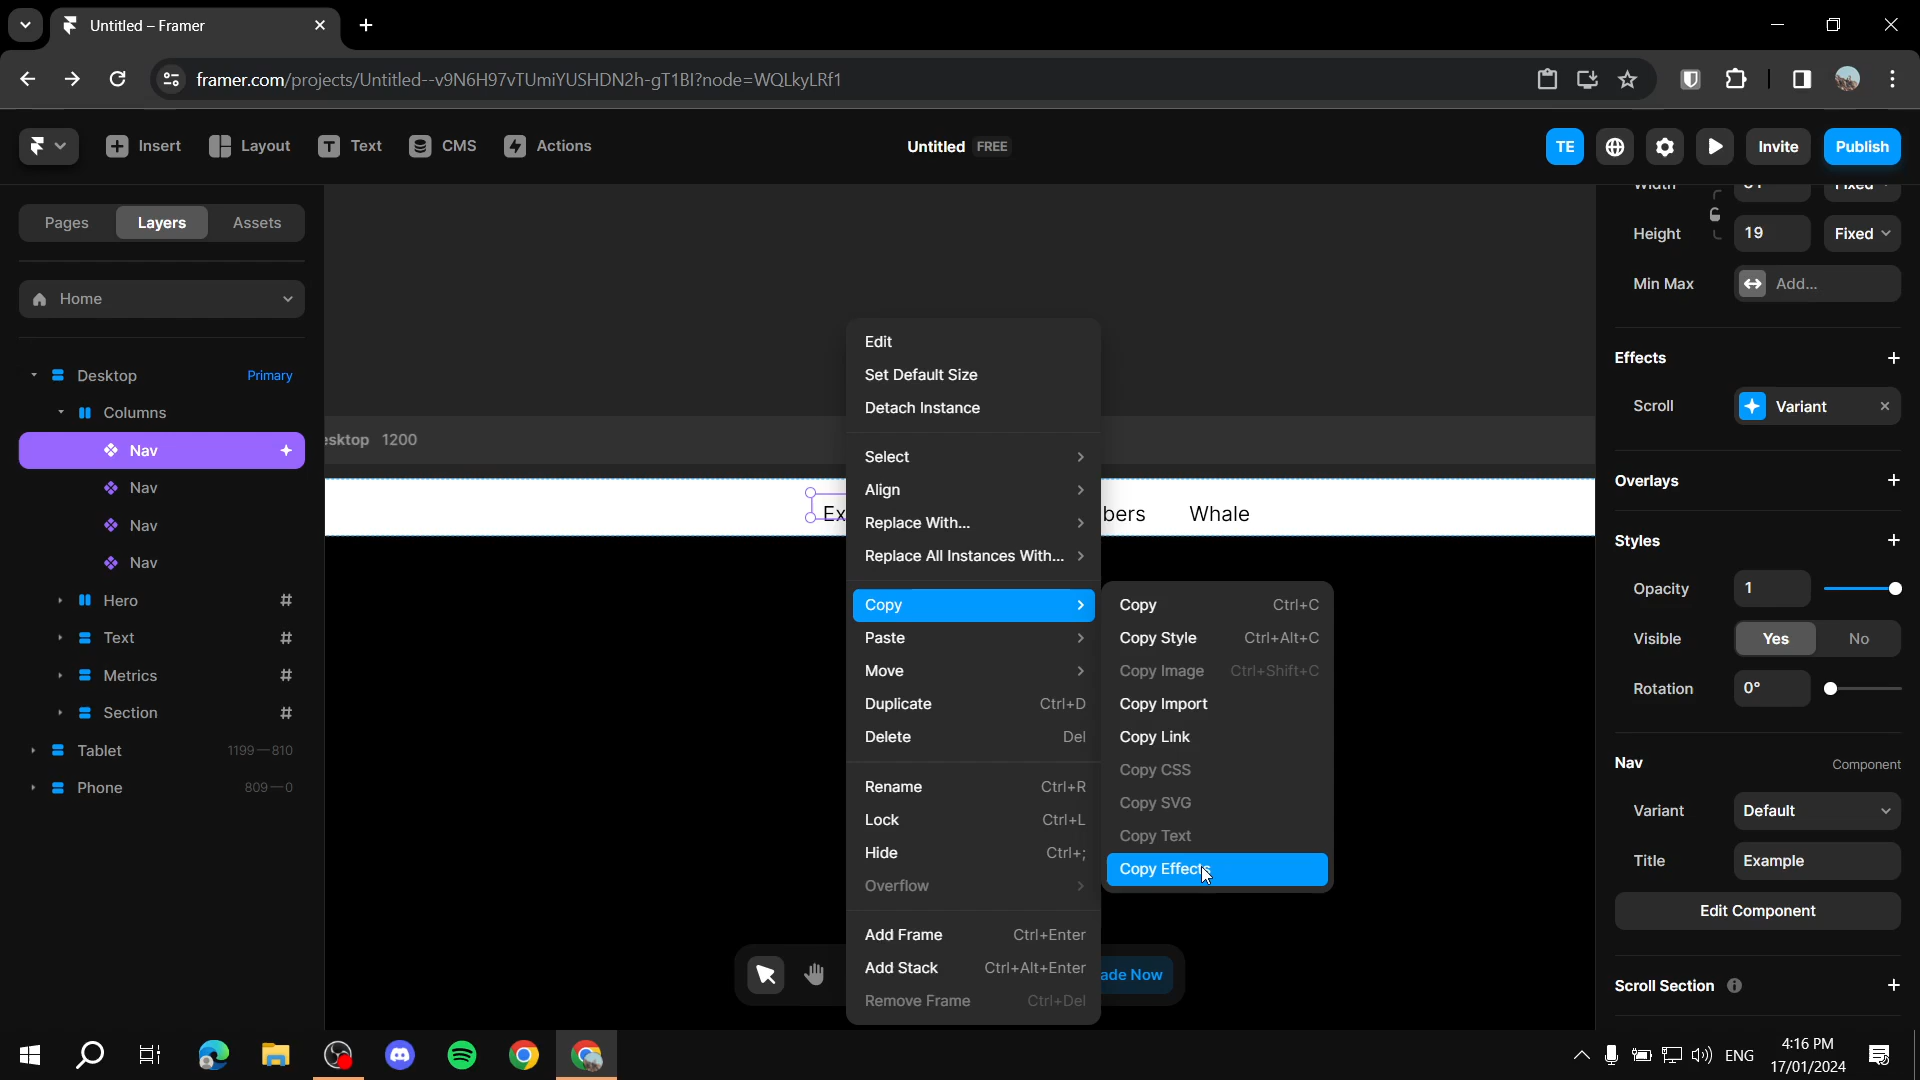 Untitled – Framer
framer.com/projects/Untitled--v9N6H97vTUmiYUSHDN2h-gT1BI?node=WQLkyLRf1
Insert
Layout
Text
CMS
Actions
Untitled FREE
TE
Invite
Publish
Pages
Layers
Assets
Home
Desktop Primary
Columns
Nav
Nav
Nav
Nav
Hero
Text
Metrics
Section
Tablet 1199—810
Phone 809—0
esktop 1200
Ex
bers
Whale
Edit
Set Default Size
Detach Instance
Select
Align
Replace With...
Replace All Instances With...
Copy
Paste
Move
Duplicate Ctrl+D
Delete Del
Rename Ctrl+R
Lock Ctrl+L
Hide Ctrl+;
Overflow
Add Frame Ctrl+Enter
Add Stack Ctrl+Alt+Enter
Remove Frame Ctrl+Del
Copy Ctrl+C
Copy Style Ctrl+Alt+C
Copy Image Ctrl+Shift+C
Copy Import
Copy Link
Copy CSS
Copy SVG
Copy Text
Copy Effects
ade Now
Width Fixed
Height 19 Fixed
Min Max Add...
Effects
Scroll Variant
Overlays
Styles
Opacity 1
Visible Yes No
Rotation 0°
Nav Component
Variant Default
Title Example
Edit Component
Scroll Section
ENG
4:16 PM
17/01/2024